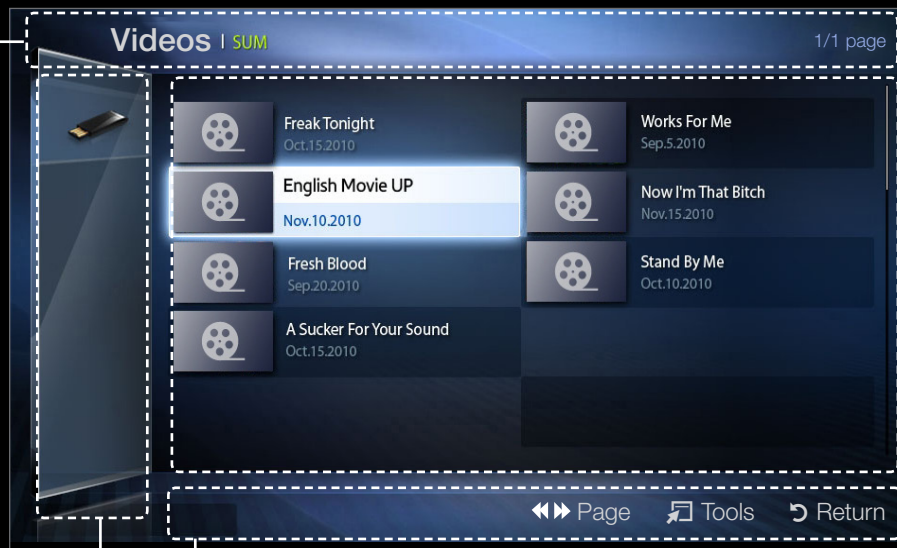 Videos | SUM
1/1 page
Freak Tonight
Oct.15.2010
Works For Me
Sep.5.2010
English Movie UP
Nov.10.2010
Now I'm That Bitch
Nov.15.2010
Fresh Blood
Sep.20.2010
Stand By Me
Oct.10.2010
A Sucker For Your Sound
Oct.15.2010
Page Tools Return